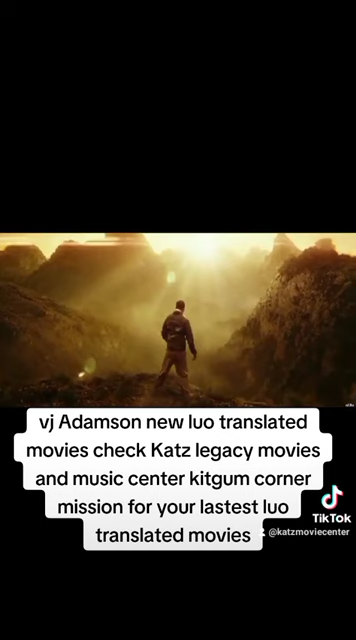 vj Adamson new luo translated
movies check Katz legacy movies
and music center kitgum corner
mission for your lastest luo
translated movies
TikTok
@katzmoviecenter